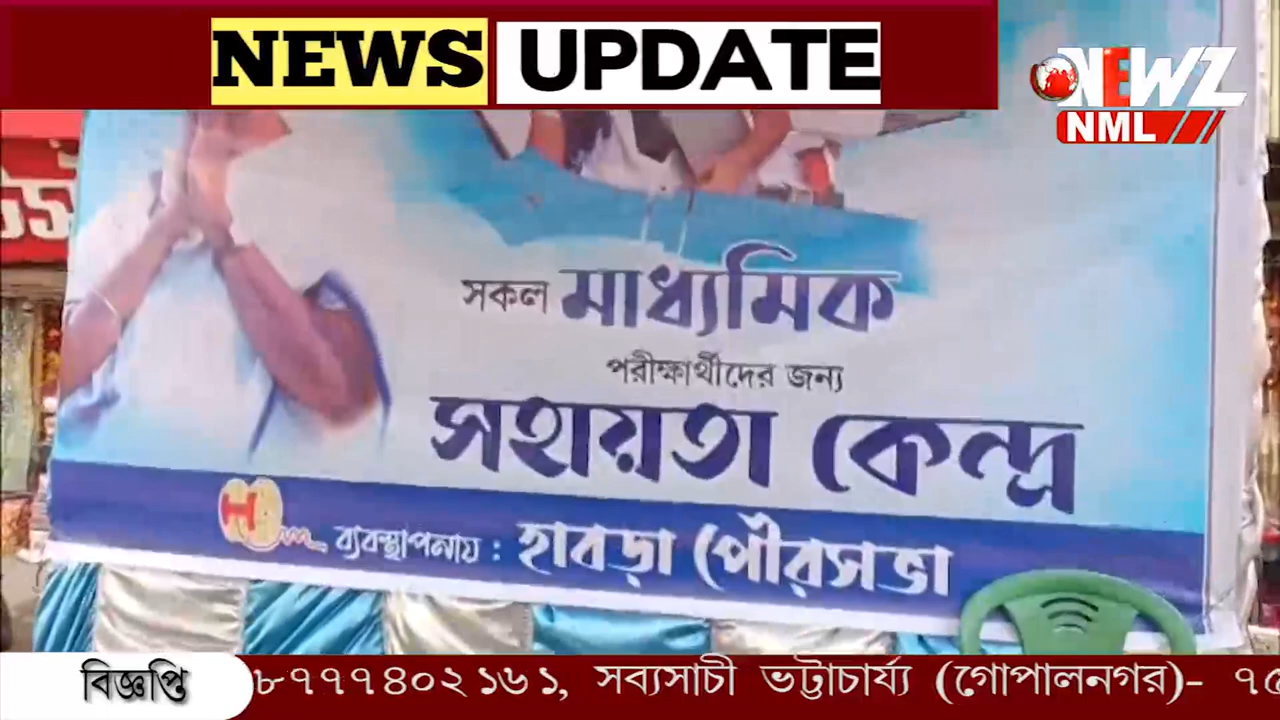 NEWS UPDATE
NEWZ
NML
সকল মাধ্যমিক
পরীক্ষার্থীদের জন্য
সহায়তা কেন্দ্র
ব্যবস্থাপনায় : হাবড়া পৌরসভা
বিজ্ঞপ্তি
৮৭৭৭৪০২১৬১, সব্যসাচী ভট্টাচার্য্য (গোপালনগর)- ৭৫